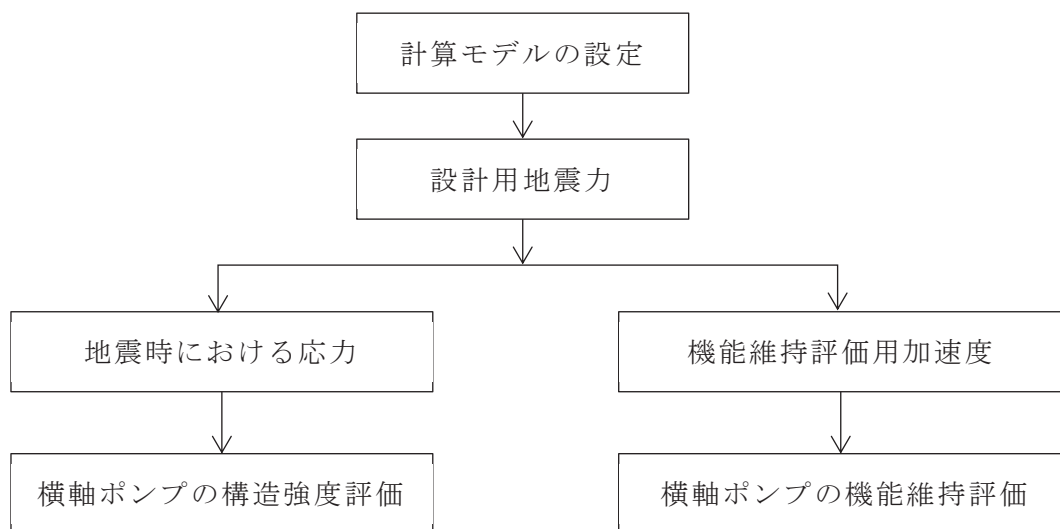 計算モデルの設定
設計用地震力
地震時における応力
機能維持評価用加速度
横軸ポンプの構造強度評価
横軸ポンプの機能維持評価